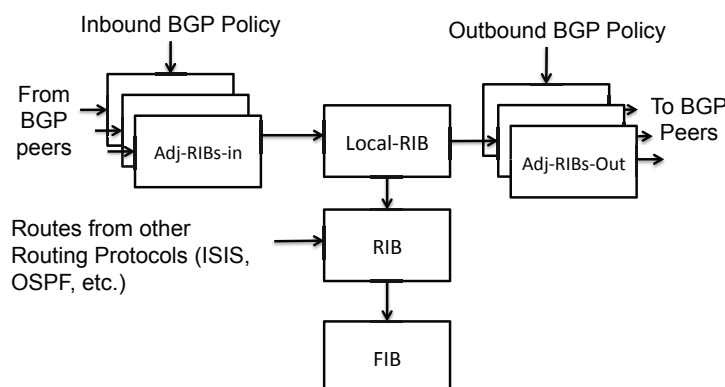 Inbound BGP Policy
Outbound BGP Policy
From
BGP
peers
Adj-RIBs-in
Local-RIB
Adj-RIBs-Out
To BGP
Peers
Routes from other
Routing Protocols (ISIS,
OSPF, etc.)
RIB
FIB